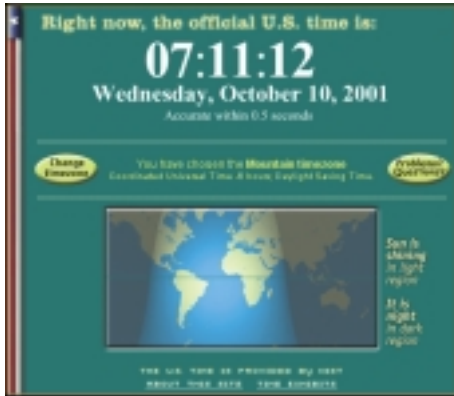 Right now, the official U.S. time is:
07:11:12
Wednesday, October 10, 2001
Accurate within 0.5 seconds
Change
timezone
You have chosen the Mountain timezone
Coordinated Universal Time -6 hours, Daylight Saving Time
Problems?
Questions?
Sun is
shining
in light
region
It is
night
in dark
region
THE U.S. TIME IS PROVIDED BY NIST
ABOUT THIS SITE TIME EXHIBITS